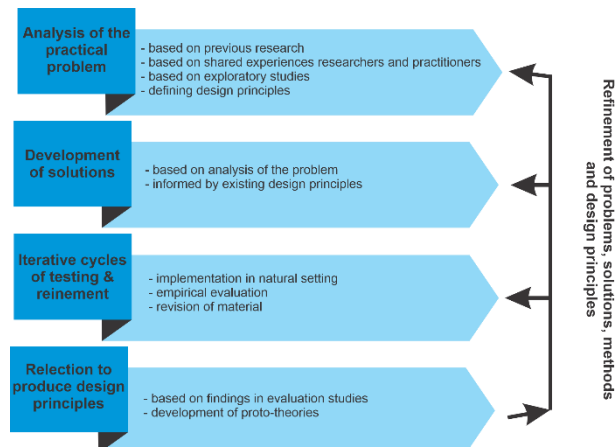 Analysis of the
practical
problem
- based on previous research
- based on shared experiences researchers and practitioners
- based on exploratory studies
- defining design principles
Development
of solutions
- based on analysis of the problem
- informed by existing design principles
Iterative cycles
of testing &
reinement
- implementation in natural setting
- empirical evaluation
- revision of material
Relection to
produce design
principles
- based on findings in evaluation studies
- development of proto-theories
Refinement of problems, solutions, methods
and design principles